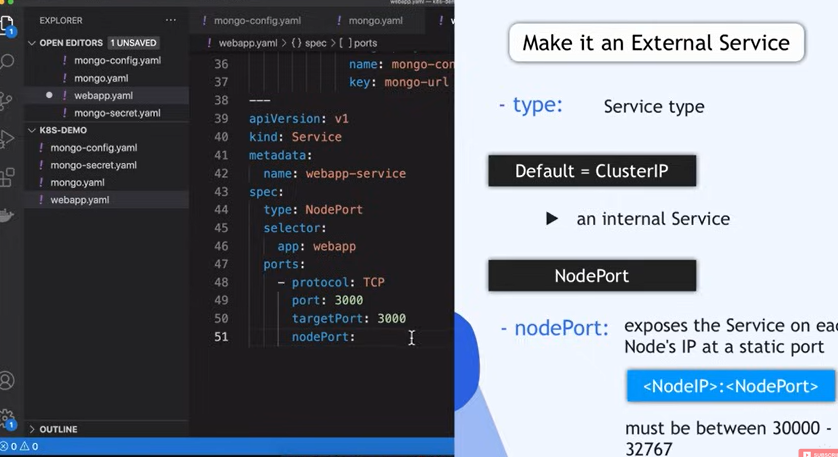 webapp.yaml — k8s-dem
EXPLORER
mongo-config.yaml
mongo.yaml
OPEN EDITORS
1 UNSAVED
mongo-config.yaml
mongo.yaml
webapp.yaml
mongo-secret.yaml
K8S-DEMO
mongo-config.yaml
mongo-secret.yaml
mongo.yaml
webapp.yaml
OUTLINE
0 0
1
1
webapp.yaml > {} spec > [ ] ports
36 name: mongo-con
37 key: mongo-url
38 ---
39 apiVersion: v1
40 kind: Service
41 metadata:
42 name: webapp-service
43 spec:
44 type: NodePort
45 selector:
46 app: webapp
47 ports:
48 - protocol: TCP
49 port: 3000
50 targetPort: 3000
51 nodePort:
Make it an External Service
- type: Service type
Default = ClusterIP
▶ an internal Service
NodePort
- nodePort: exposes the Service on eac
Node's IP at a static port
<NodeIP>:<NodePort>
must be between 30000 -
32767
SUBSCRIBE